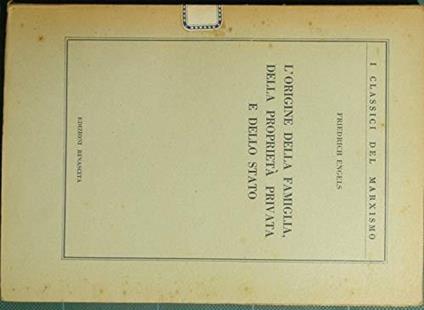 I CLASSICI DEL MARXISMO
FRIEDRICH ENGELS
L'ORIGINE DELLA FAMIGLIA,
DELLA PROPRIETÀ PRIVATA
E DELLO STATO
EDIZIONI RINASCITA